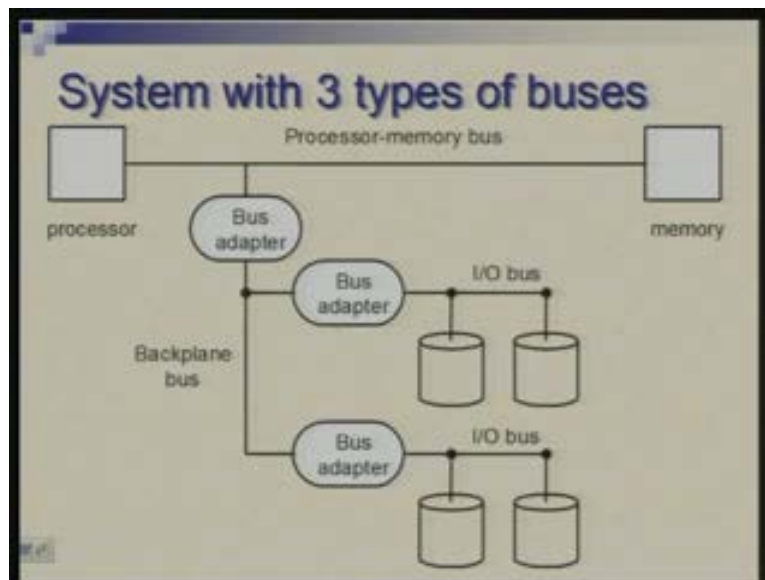 System with 3 types of buses
Processor-memory bus
processor
memory
Bus
adapter
Bus
adapter
I/O bus
Backplane
bus
Bus
adapter
I/O bus